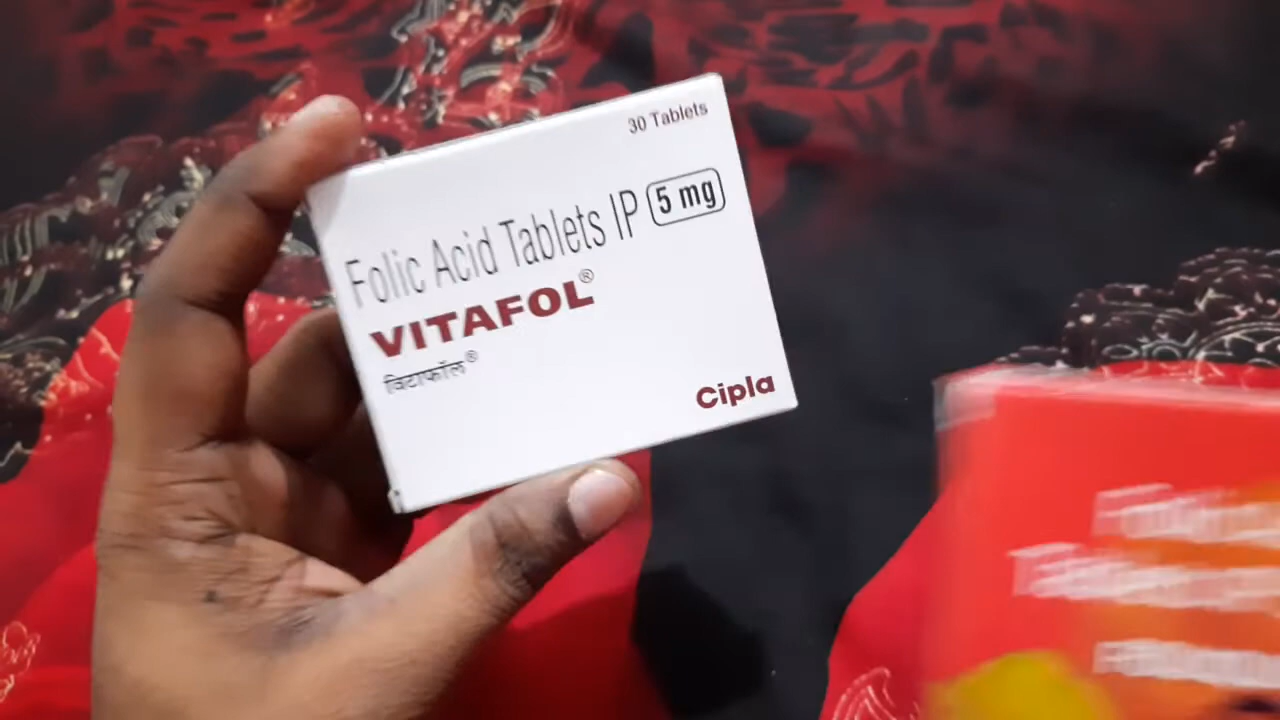 30 Tablets
Folic Acid Tablets IP 5 mg
VITAFOL®
विटाफॉल®
Cipla